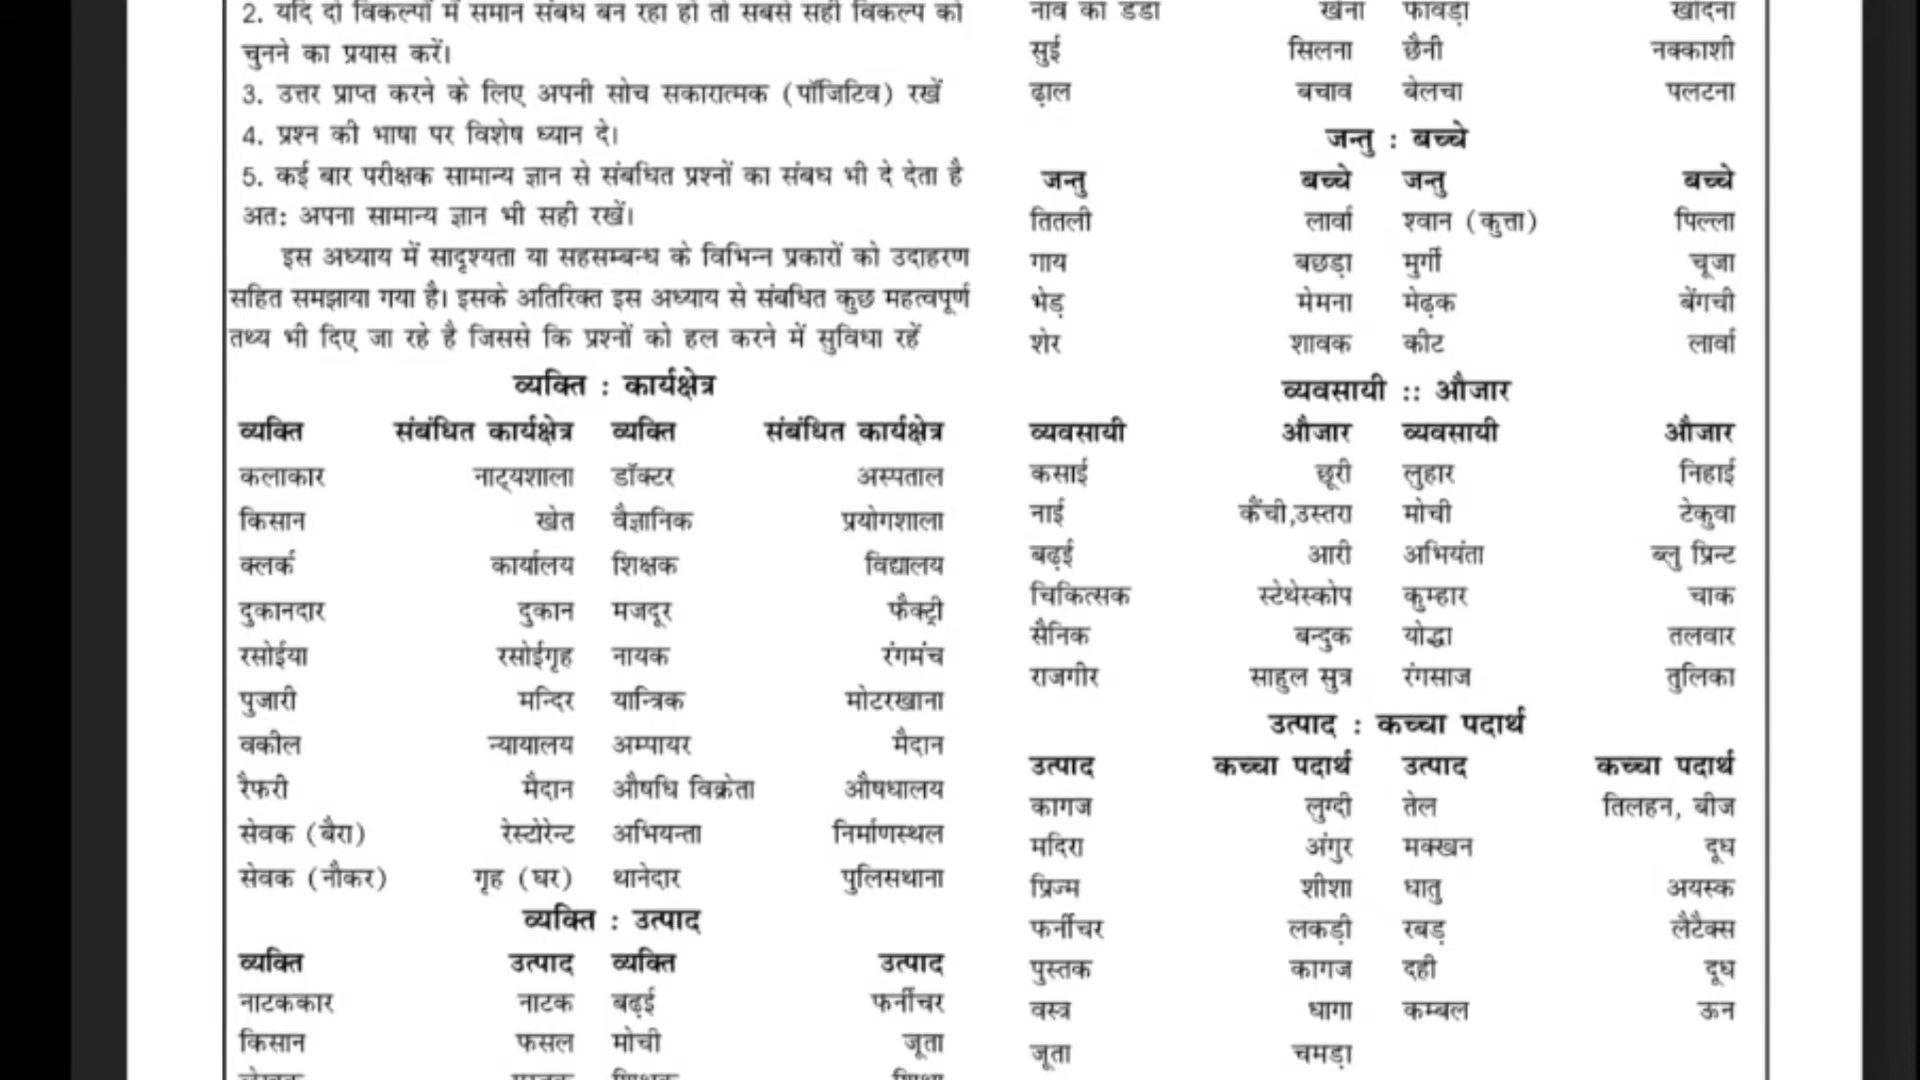 2. यदि दो विकल्पों में समान संबंध बन रहा हो तो सबसे सही विकल्प को
चुनने का प्रयास करें।
3. उत्तर प्राप्त करने के लिए अपनी सोच सकारात्मक (पॉजिटिव) रखें
4. प्रश्न की भाषा पर विशेष ध्यान दे।
5. कई बार परीक्षक सामान्य ज्ञान से संबधित प्रश्नों का संबध भी दे देता है
अत: अपना सामान्य ज्ञान भी सही रखें।
इस अध्याय में सादृश्यता या सहसम्बन्ध के विभिन्न प्रकारों को उदाहरण
सहित समझाया गया है। इसके अतिरिक्त इस अध्याय से संबधित कुछ महत्वपूर्ण
तथ्य भी दिए जा रहे है जिससे कि प्रश्नों को हल करने में सुविधा रहें
व्यक्ति : कार्यक्षेत्र
व्यक्ति संबंधित कार्यक्षेत्र व्यक्ति संबंधित कार्यक्षेत्र
कलाकार नाट्यशाला डॉक्टर अस्पताल
किसान खेत वैज्ञानिक प्रयोगशाला
क्लर्क कार्यालय शिक्षक विद्यालय
दुकानदार दुकान मजदूर फैक्ट्री
रसोईया रसोईगृह नायक रंगमंच
पुजारी मन्दिर यान्त्रिक मोटरखाना
वकील न्यायालय अम्पायर मैदान
रैफरी मैदान औषधि विक्रेता औषधालय
सेवक (बैरा) रेस्टोरेन्ट अभियन्ता निर्माणस्थल
सेवक (नौकर) गृह (घर) थानेदार पुलिसथाना
व्यक्ति : उत्पाद
व्यक्ति उत्पाद व्यक्ति उत्पाद
नाटककार नाटक बढ़ई फर्नीचर
किसान फसल मोची जूता
नाव का डंडा खेना फावड़ा खोदना
सुई सिलना छैनी नक्काशी
ढ़ाल बचाव बेलचा पलटना
जन्तु : बच्चे
जन्तु बच्चे जन्तु बच्चे
तितली लार्वा श्वान (कुत्ता) पिल्ला
गाय बछड़ा मुर्गी चूजा
भेड़ मेमना मेढ़क बेंगची
शेर शावक कीट लार्वा
व्यवसायी :: औजार
व्यवसायी औजार व्यवसायी औजार
कसाई छूरी लुहार निहाई
नाई कैंची,उस्तरा मोची टेकुवा
बढ़ई आरी अभियंता ब्लु प्रिन्ट
चिकित्सक स्टेथेस्कोप कुम्हार चाक
सैनिक बन्दुक योद्धा तलवार
राजगीर साहुल सुत्र रंगसाज तुलिका
उत्पाद : कच्चा पदार्थ
उत्पाद कच्चा पदार्थ उत्पाद कच्चा पदार्थ
कागज लुग्दी तेल तिलहन, बीज
मदिरा अंगुर मक्खन दूध
प्रिज्म शीशा धातु अयस्क
फर्नीचर लकड़ी रबड़ लैटैक्स
पुस्तक कागज दही दूध
वस्त्र धागा कम्बल ऊन
जूता चमड़ा